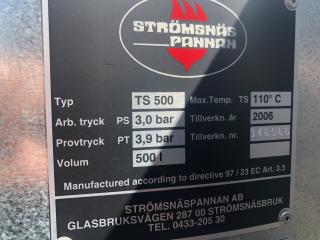 STRÖMSNÄS
PANNAN
Typ TS 500 Max.Temp. TS 110° C
Arb. tryck PS 3,0 bar Tillverkn. år 2006
Provtryck PT 3,9 bar Tillverkn. nr.
Volum 500 l
Manufactured according to directive 97 / 23 EC Art. 3.3
STRÖMSNÄSPANNAN AB
GLASBRUKSVÄGEN 287 00 STRÖMSNÄSBRUK
TEL. 0433-205 30